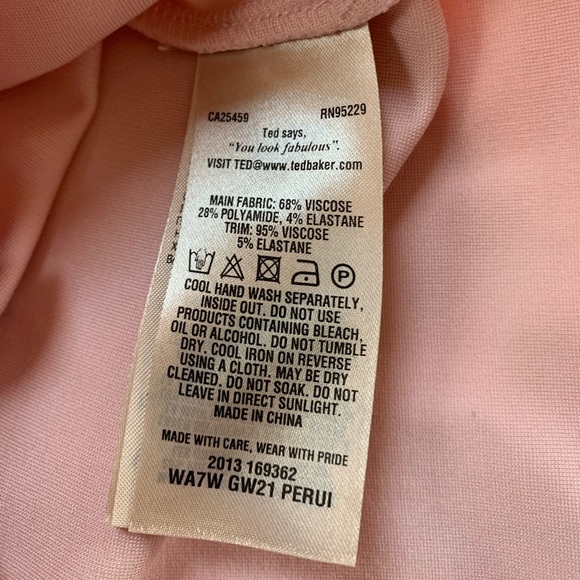 CA25459 RN95229
Ted says,
"You look fabulous".
VISIT TED@www.tedbaker.com
MAIN FABRIC: 68% VISCOSE
28% POLYAMIDE, 4% ELASTANE
TRIM: 95% VISCOSE
5% ELASTANE
P
COOL HAND WASH SEPARATELY,
INSIDE OUT. DO NOT USE
PRODUCTS CONTAINING BLEACH,
OIL OR ALCOHOL. DO NOT TUMBLE
DRY. COOL IRON ON REVERSE
USING A CLOTH. MAY BE DRY
CLEANED. DO NOT SOAK. DO NOT
LEAVE IN DIRECT SUNLIGHT.
MADE IN CHINA
MADE WITH CARE, WEAR WITH PRIDE
2013 169362
WA7W GW21 PERUI